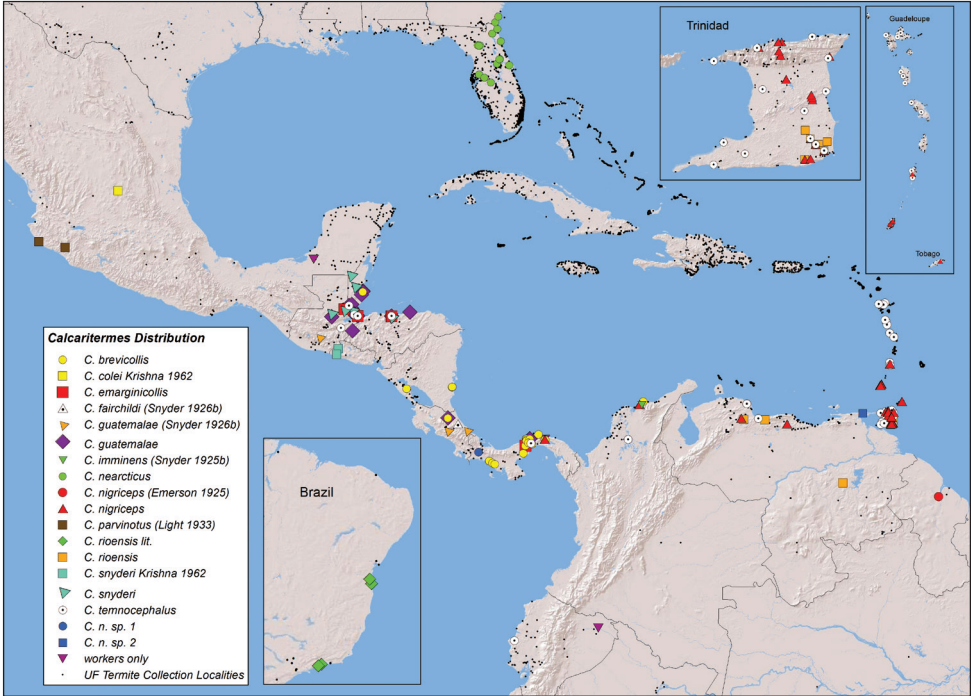 Trinidad
Guadeloupe
Tobago
Calcaritermes Distribution
C. brevicollis
C. colei Krishna 1962
C. emarginicollis
C. fairchildi (Snyder 1926b)
C. guatemalae (Snyder 1926b)
C. guatemalae
C. imminens (Snyder 1925b)
C. nearcticus
C. nigriceps (Emerson 1925)
C. nigriceps
C. parvinotus (Light 1933)
C. rioensis lit.
C. rioensis
C. snyderi Krishna 1962
C. snyderi
C. temnocephalus
C. n. sp. 1
C. n. sp. 2
workers only
UF Termite Collection Localities
Brazil